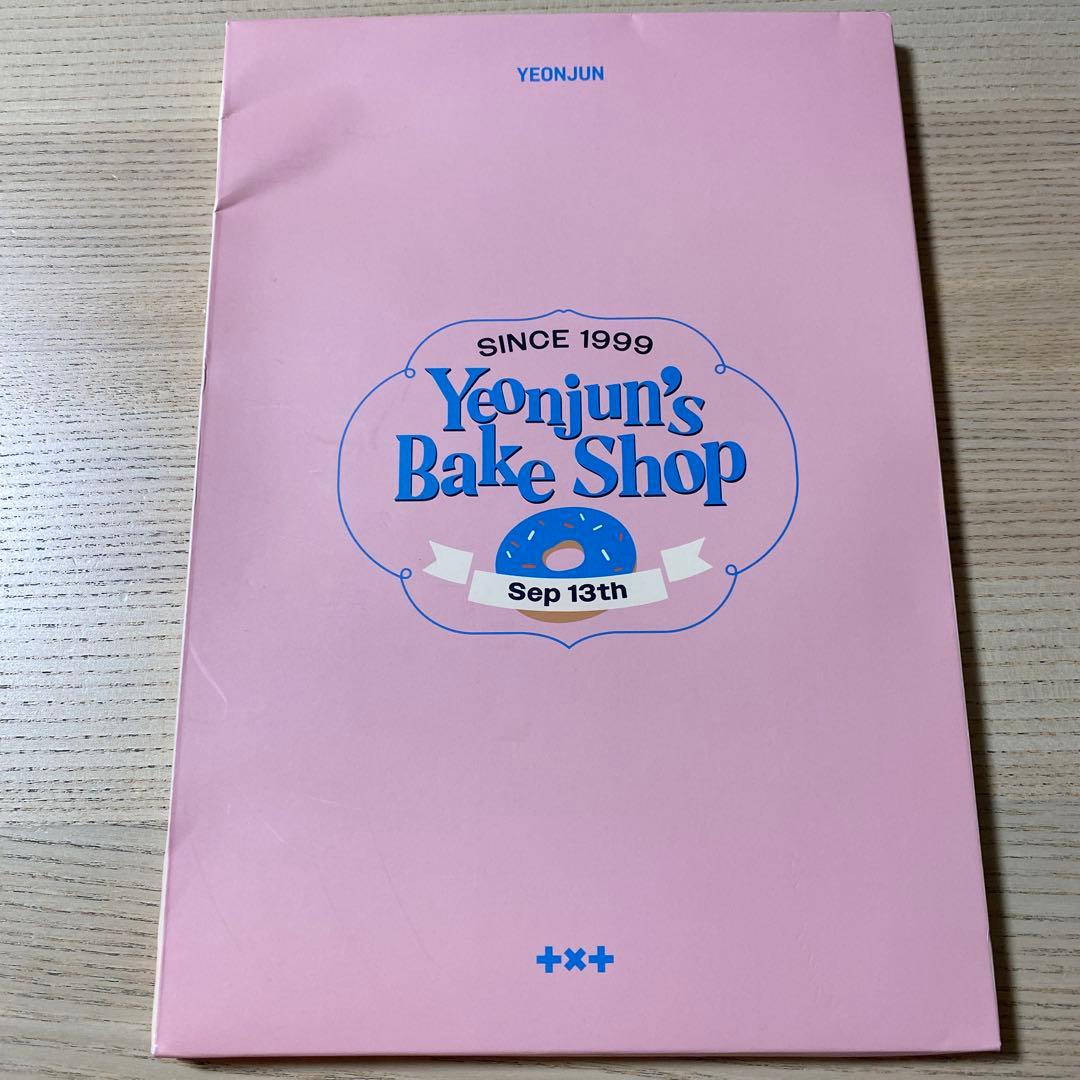 YEONJUN
SINCE 1999
Yeonjun's
Bake Shop
Sep 13th
+×+